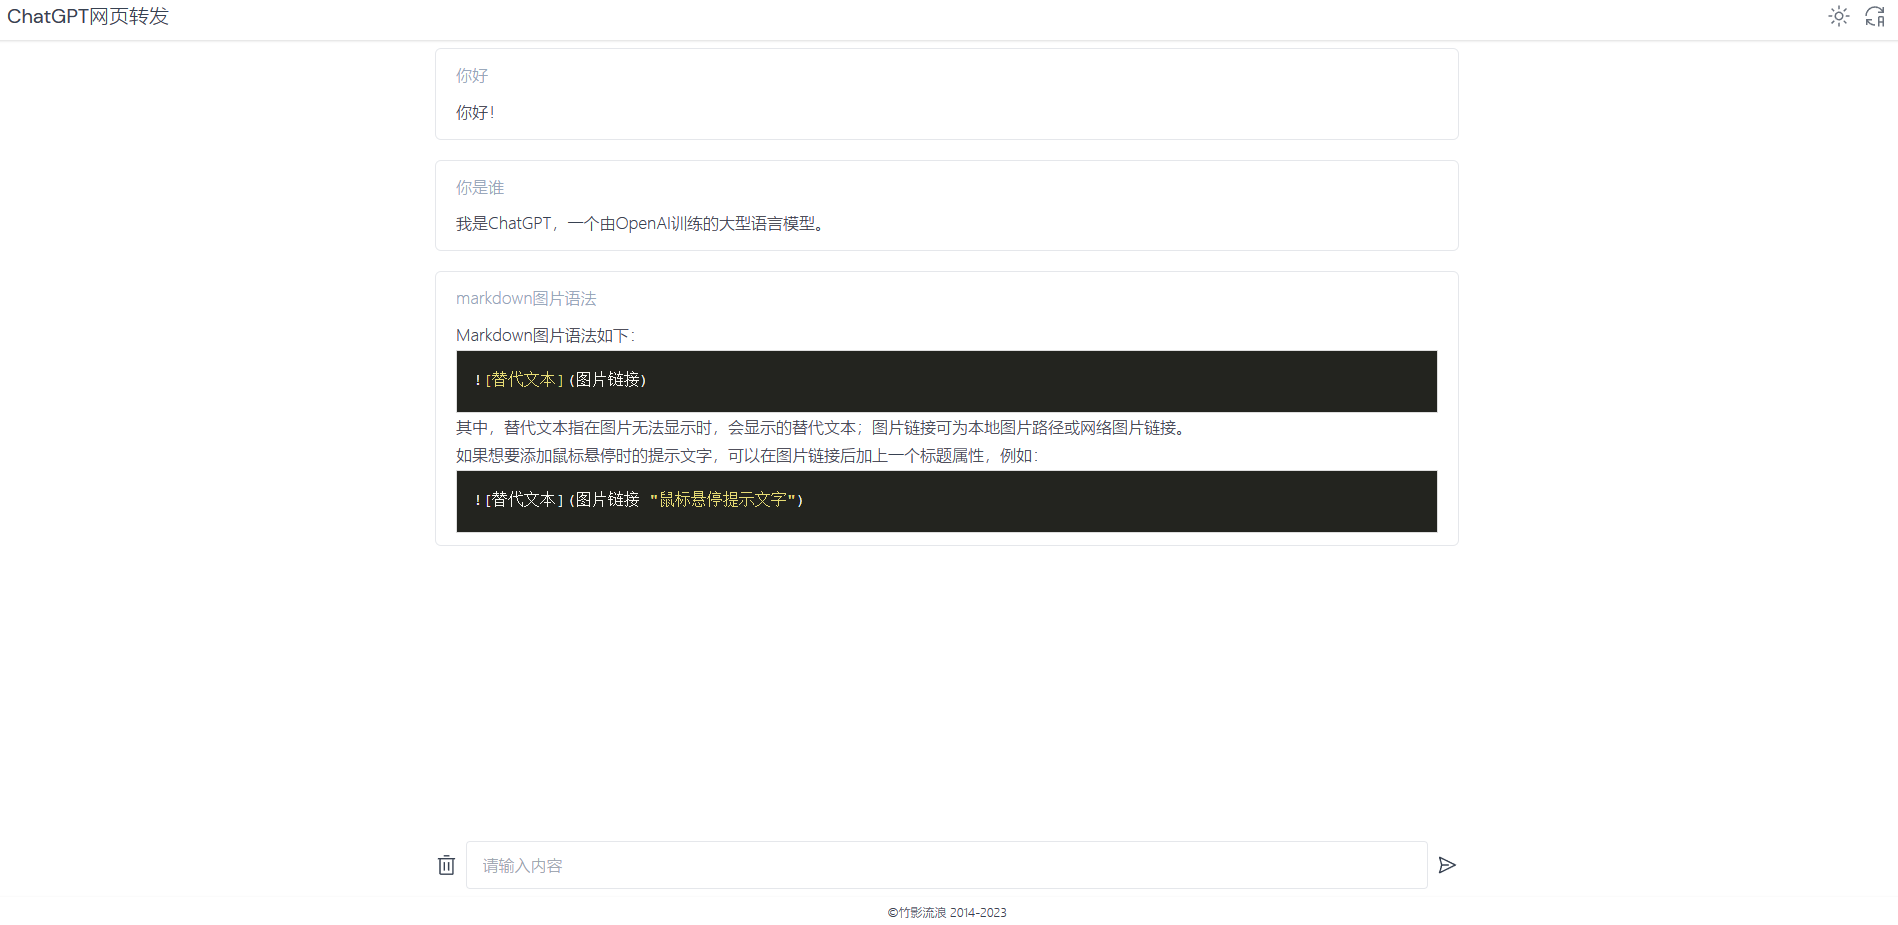 ChatGPT网页转发
你好
你好！
你是谁
我是ChatGPT，一个由OpenAI训练的大型语言模型。
markdown图片语法
Markdown图片语法如下：
![替代文本](图片链接)
其中，替代文本指在图片无法显示时，会显示的替代文本；图片链接可为本地图片路径或网络图片链接。
如果想要添加鼠标悬停时的提示文字，可以在图片链接后加上一个标题属性，例如：
![替代文本](图片链接 "鼠标悬停提示文字")
请输入内容
©竹影流浪 2014-2023